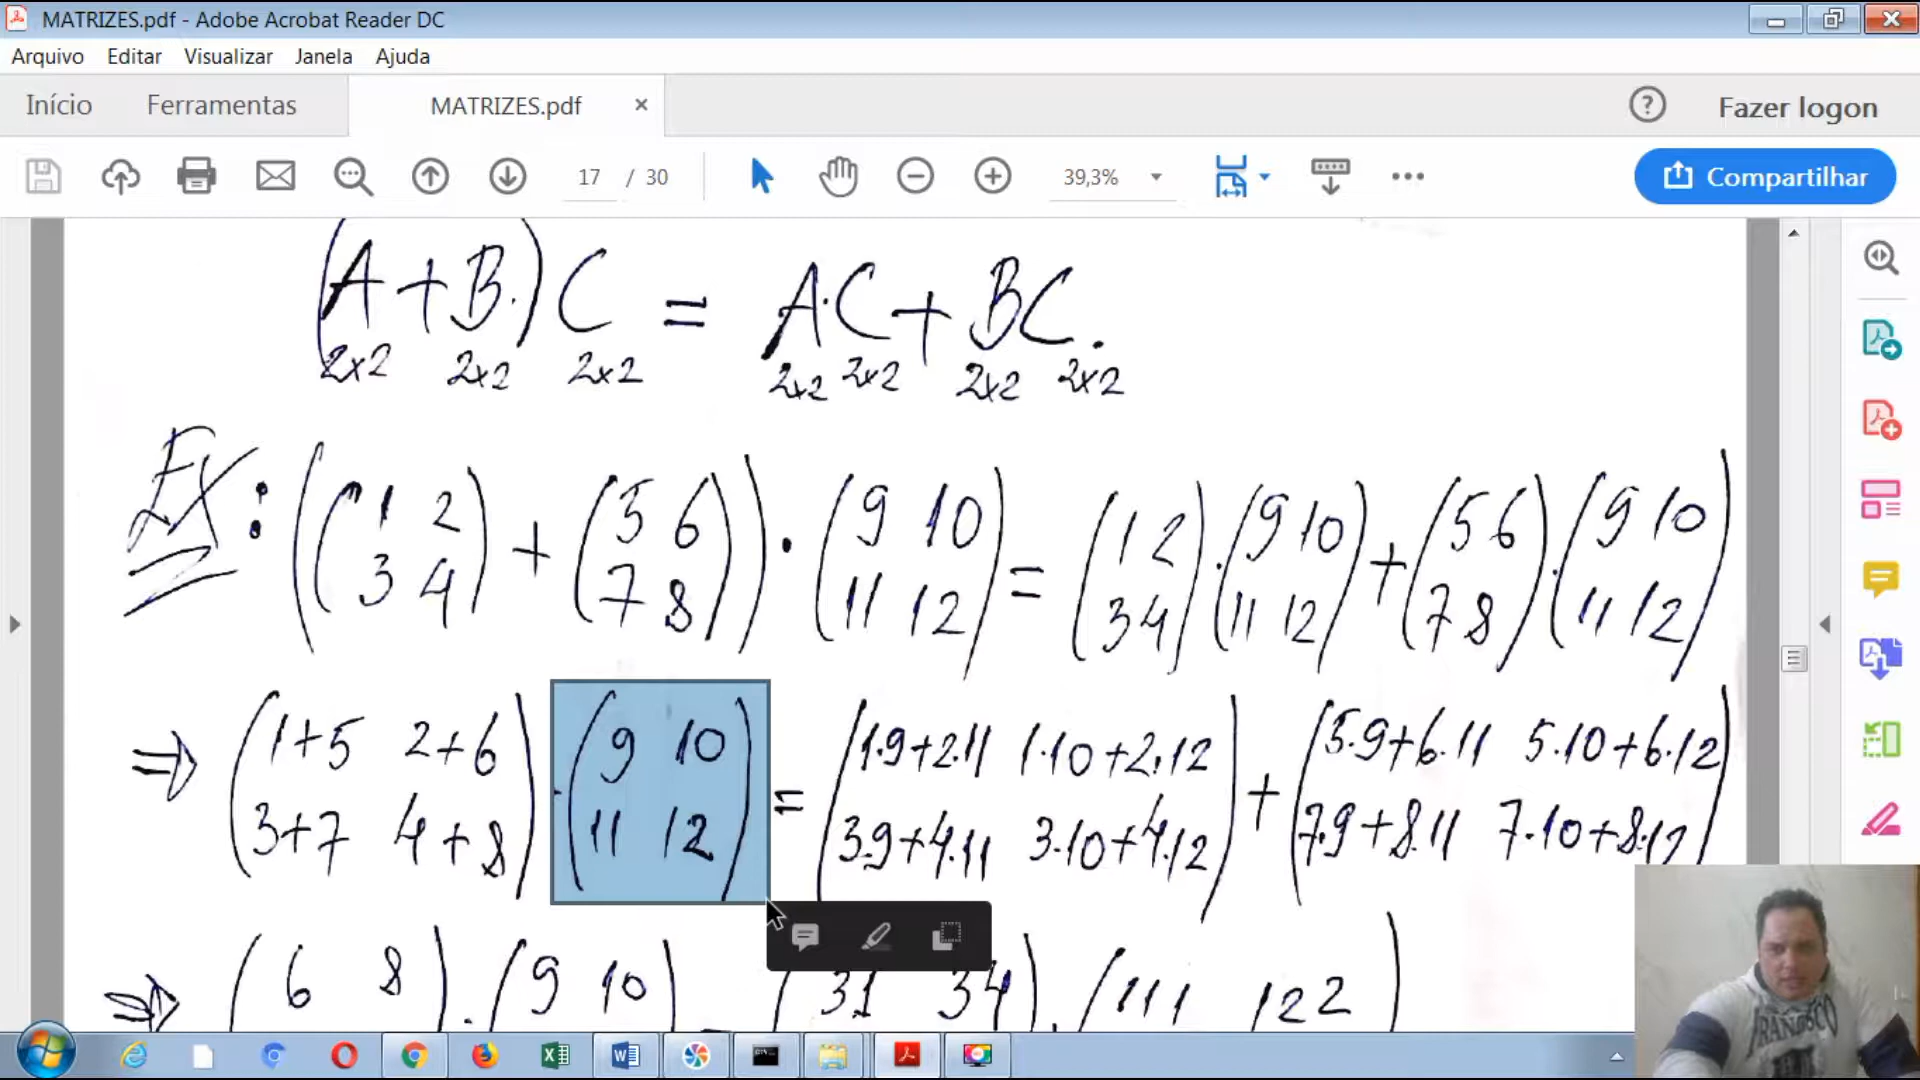 MATRIZES.pdf - Adobe Acrobat Reader DC
Arquivo Editar Visualizar Janela Ajuda
Início Ferramentas MATRIZES.pdf × ? Fazer logon
17 / 30 39,3% Compartilhar
(A + B.) C = A.C + BC.
2x2 2x2 2x2 2x2 2x2 2x2 2x2
EX: ((1 2 + (5 6 . (9 10 = (1 2 . (9 10 + (5 6 . (9 10
3 4) 7 8)) 11 12) 3 4) 11 12) 7 8) 11 12)
⇒ (1+5 2+6 . (9 10 = (1.9+2.11 1.10+2.12 + (5.9+6.11 5.10+6.12
3+7 4+8) 11 12) 3.9+4.11 3.10+4.12) 7.9+8.11 7.10+8.12)
⇒ (6 8) . (9 10) = (31 34) . (111 122)